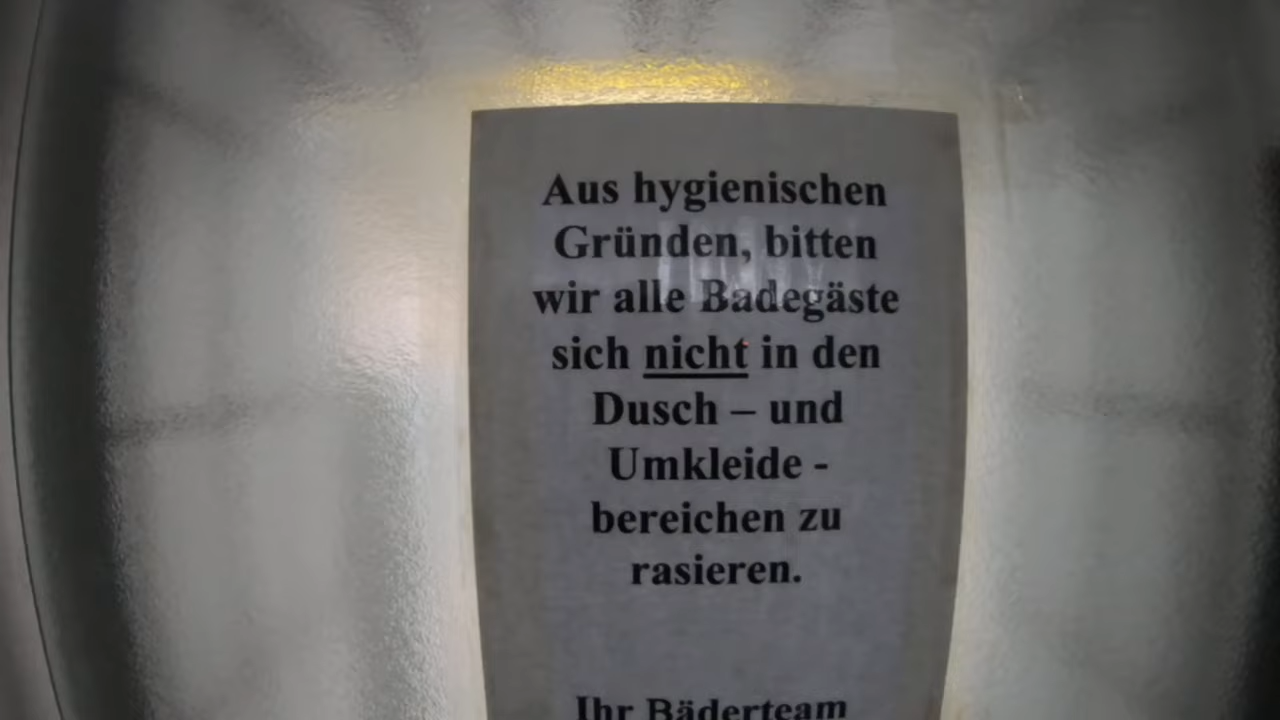 Aus hygienischen
Gründen, bitten
wir alle Badegäste
sich nicht in den
Dusch – und
Umkleide -
bereichen zu
rasieren.
Ihr Bäderteam